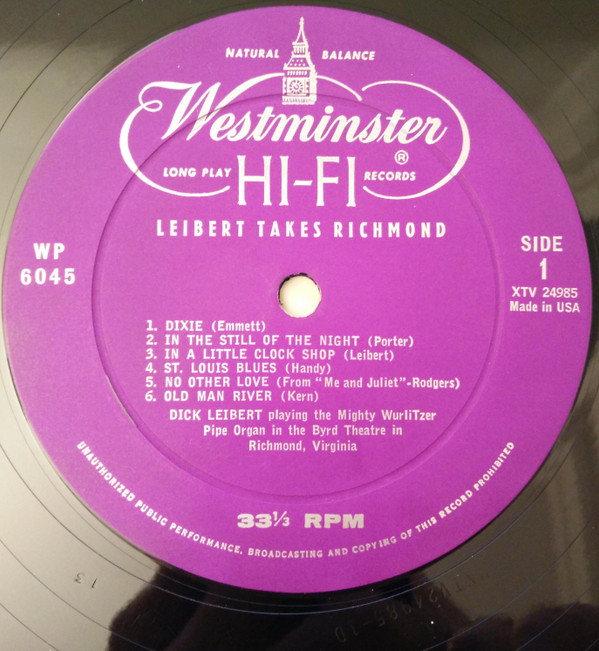 NATURAL BALANCE
Westminster
LONG PLAY HI-FI ® RECORDS
LEIBERT TAKES RICHMOND
WP
6045
SIDE
1
XTV 24985
Made in USA
1. DIXIE (Emmett)
2. IN THE STILL OF THE NIGHT (Porter)
3. IN A LITTLE CLOCK SHOP (Leibert)
4. ST. LOUIS BLUES (Handy)
5. NO OTHER LOVE (From "Me and Juliet"-Rodgers)
6. OLD MAN RIVER (Kern)
DICK LEIBERT playing the Mighty WurliTzer
Pipe Organ in the Byrd Theatre in
Richmond, Virginia
33⅓ RPM
UNAUTHORIZED PUBLIC PERFORMANCE, BROADCASTING AND COPYING OF THIS RECORD PROHIBITED
13